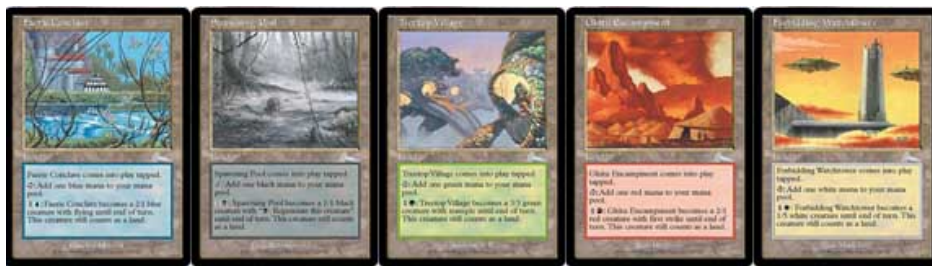 Faerie Conclave
Faerie Conclave comes into play tapped.
: Add one blue mana to your mana
pool.
1 : Faerie Conclave becomes a 2/1 blue
creature with flying until end of turn.
This creature still counts as a land.
Spawning Pool
Spawning Pool comes into play tapped.
: Add one black mana to your mana
pool.
: Spawning Pool becomes a 1/1 black
creature with " : Regenerate this creature"
until end of turn. This creature still counts
as a land.
Treetop Village
Treetop Village comes into play tapped.
: Add one green mana to your mana
pool.
1 : Treetop Village becomes a 3/3 green
creature with trample until end of turn.
This creature still counts as a land.
Ghitu Encampment
Ghitu Encampment comes into play
tapped.
: Add one red mana to your mana
pool.
1 : Ghitu Encampment becomes a 2/1
red creature with first strike until end of
turn. This creature still counts as a land.
Forbidding Watchtower
Forbidding Watchtower comes into play
tapped.
: Add one white mana to your mana
pool.
1 : Forbidding Watchtower becomes a
1/5 white creature until end of turn. This
creature still counts as a land.